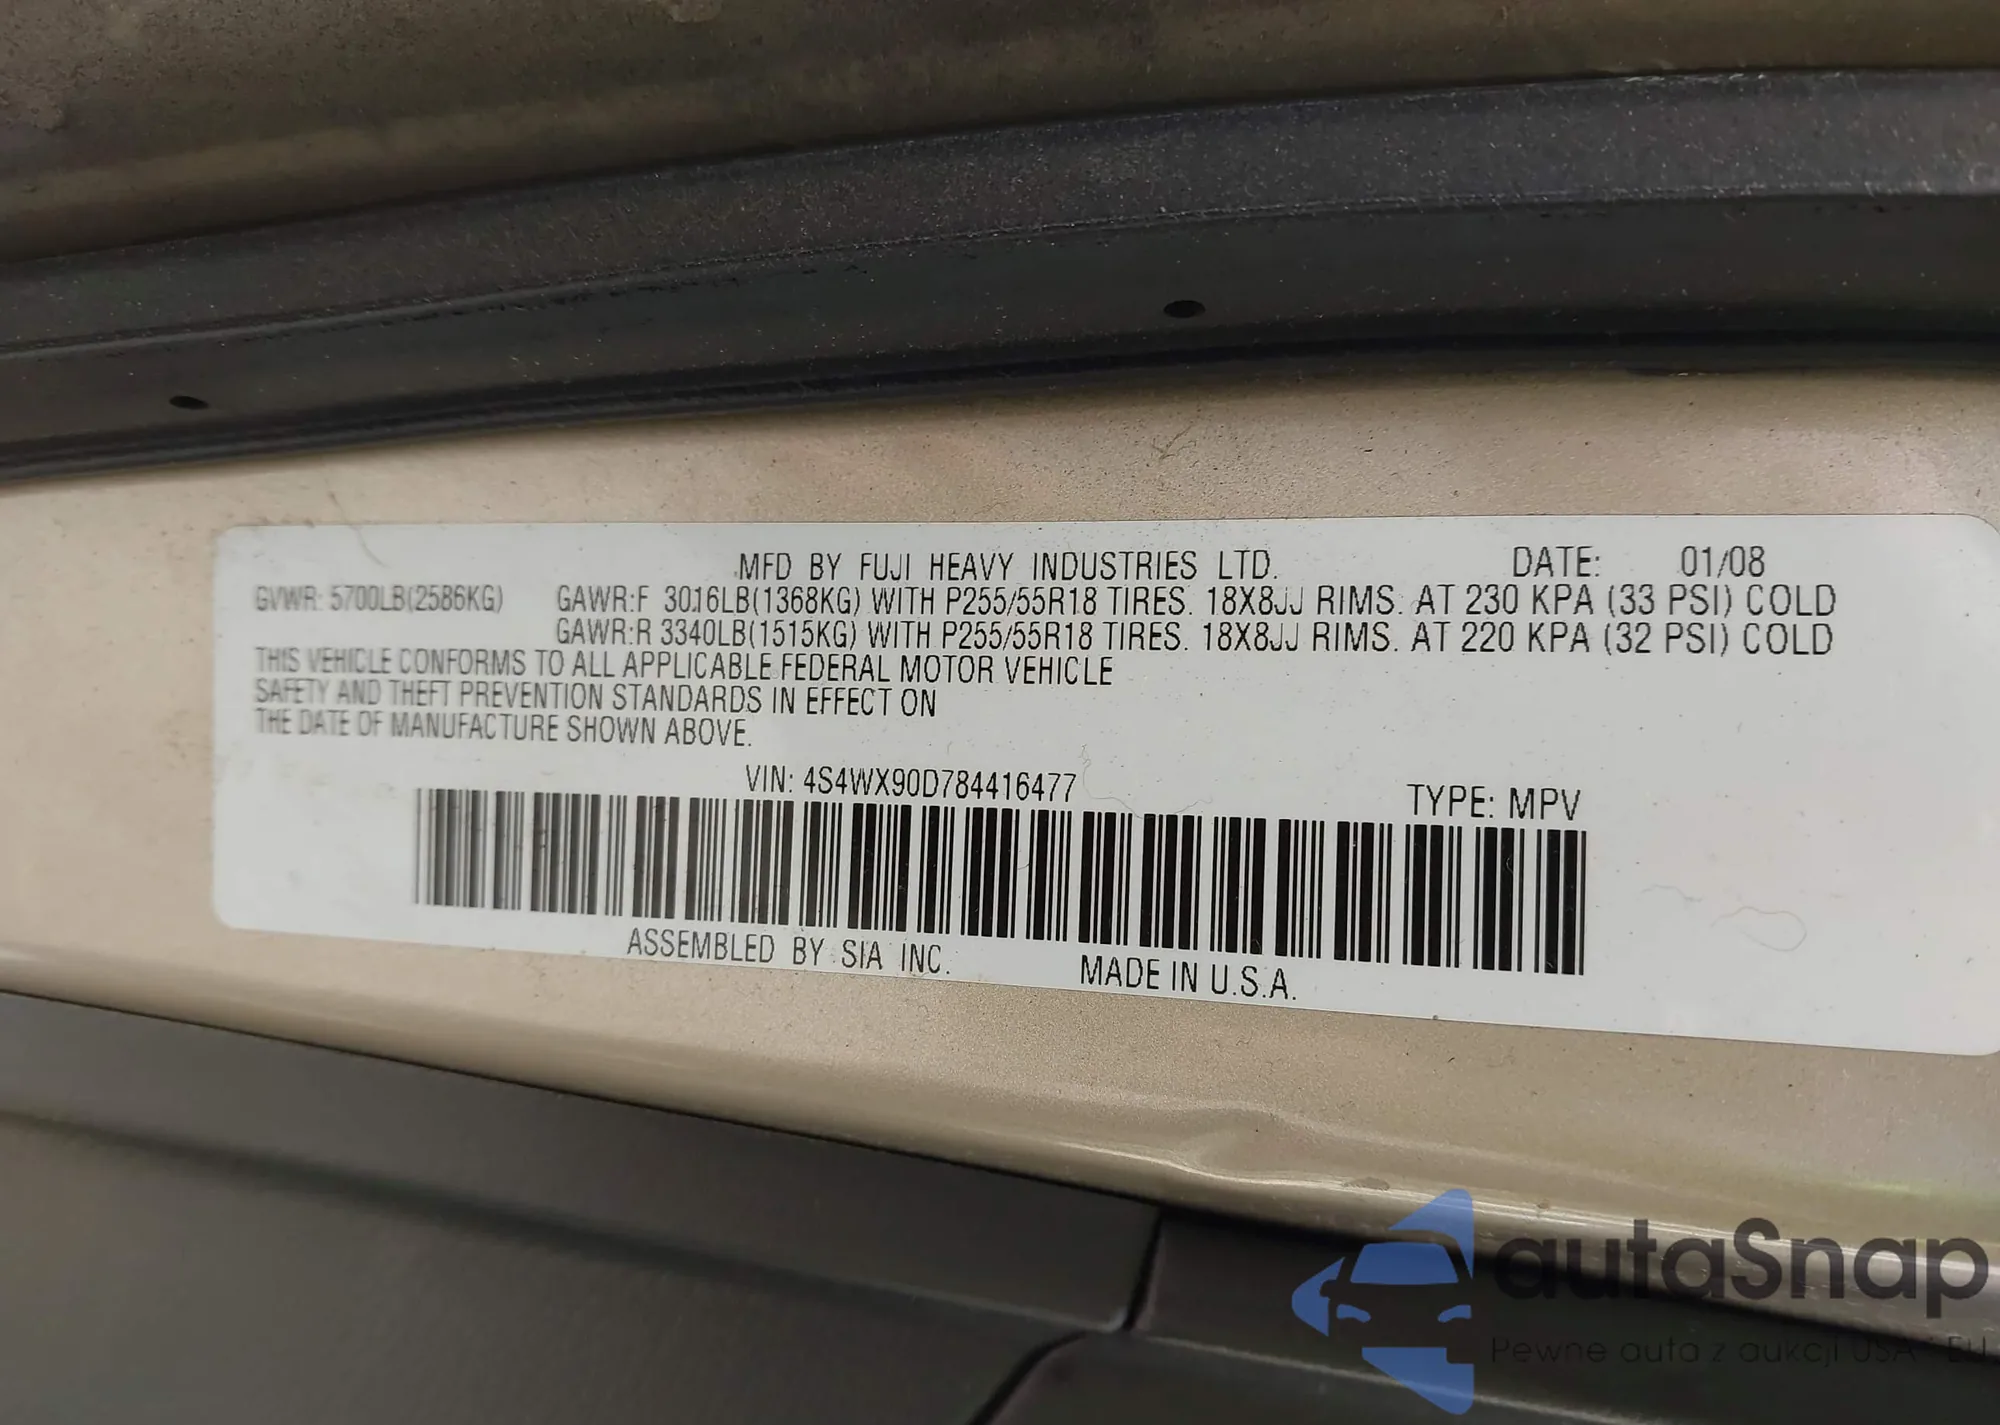 MFD BY FUJI HEAVY INDUSTRIES LTD. DATE: 01/08
GVWR: 5700LB(2586KG) GAWR:F 3016LB(1368KG) WITH P255/55R18 TIRES. 18X8JJ RIMS. AT 230 KPA (33 PSI) COLD
GAWR:R 3340LB(1515KG) WITH P255/55R18 TIRES. 18X8JJ RIMS. AT 220 KPA (32 PSI) COLD
THIS VEHICLE CONFORMS TO ALL APPLICABLE FEDERAL MOTOR VEHICLE
SAFETY AND THEFT PREVENTION STANDARDS IN EFFECT ON
THE DATE OF MANUFACTURE SHOWN ABOVE.
VIN: 4S4WX90D784416477 TYPE: MPV
ASSEMBLED BY SIA INC. MADE IN U.S.A.
autaSnap
Pewne auta z aukcji USA i EU